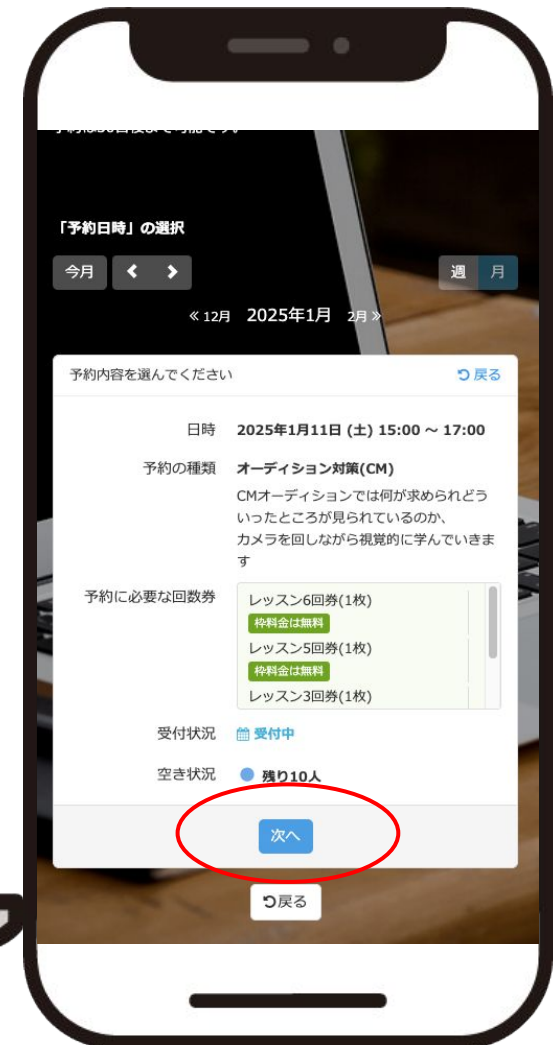 「予約日時」の選択
今月
週 月
« 12月 2025年1月 2月 »
予約内容を選んでください 戻る
日時 2025年1月11日 (土) 15:00 ～ 17:00
予約の種類 オーディション対策(CM)
CMオーディションでは何が求められどう
いったところが見られているのか、
カメラを回しながら視覚的に学んでいきま
す
予約に必要な回数券 レッスン6回券(1枚)
枠料金は無料
レッスン5回券(1枚)
枠料金は無料
レッスン3回券(1枚)
受付状況 受付中
空き状況 残り10人
次へ
戻る